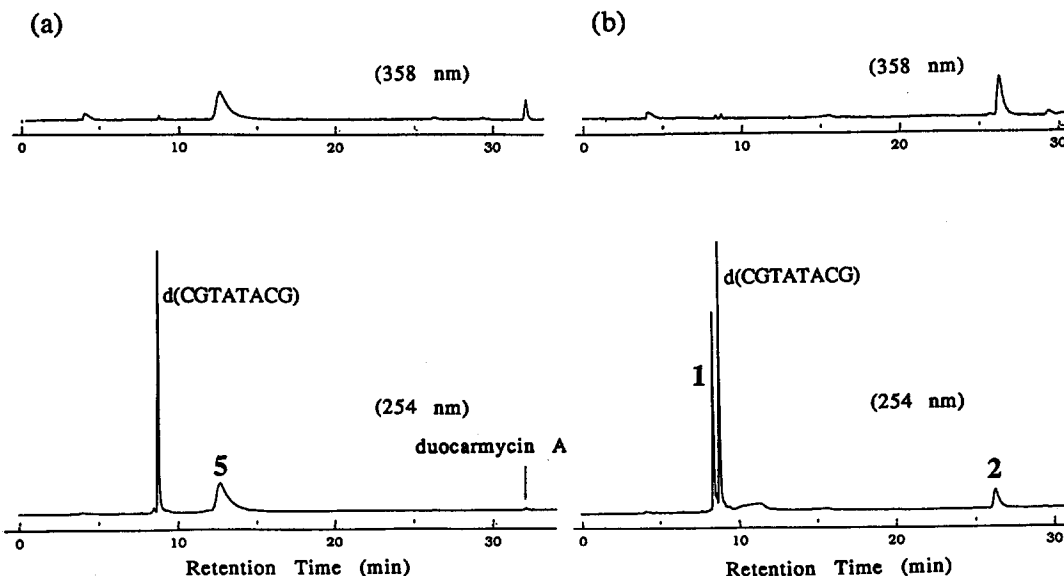 (a)
(358 nm)
0 10 20 30
d(CGTATACG)
(254 nm)
duocarmycin A
5
0 10 20 30
Retention Time (min)
(b)
(358 nm)
0 10 20 30
d(CGTATACG)
1
(254 nm)
2
0 10 20 30
Retention Time (min)